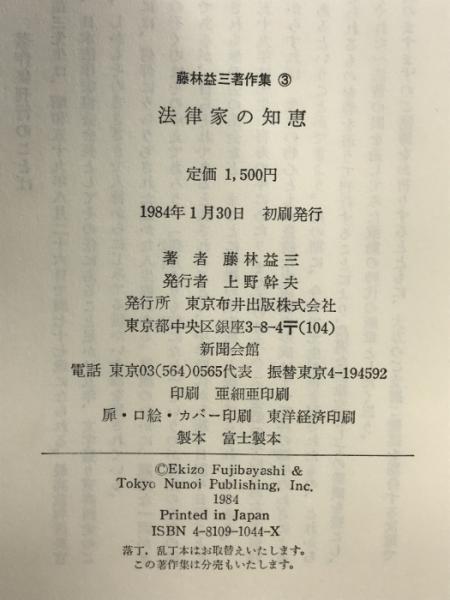 藤林益三著作集 ③
法律家の知恵
定価 1,500円
1984年1月30日 初刷発行
著者 藤林益三
発行者 上野幹夫
発行所 東京布井出版株式会社
東京都中央区銀座3-8-4〒(104)
新聞会館
電話 東京03(564)0565代表 振替東京4-194592
印刷 亜細亜印刷
扉・口絵・カバー印刷 東洋経済印刷
製本 富士製本
©Ekizo Fujibayashi &
Tokyo Nunoi Publishing, Inc.
1984
Printed in Japan
ISBN 4-8109-1044-X
落丁,乱丁本はお取替えいたします。
この著作集は分売もいたします。